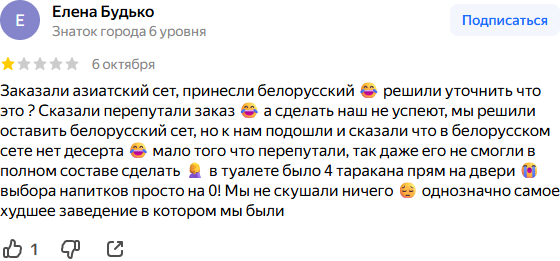 Е
Елена Будько
Знаток города 6 уровня
Подписаться
6 октября
Заказали азиатский сет, принесли белорусский 😂 решили уточнить что
это ? Сказали перепутали заказ 😂 а сделать наш не успеют, мы решили
оставить белорусский сет, но к нам подошли и сказали что в белорусском
сете нет десерта 😂 мало того что перепутали, так даже его не смогли в
полном составе сделать 🤦‍♀️ в туалете было 4 таракана прям на двери 😭
выбора напитков просто на 0! Мы не скушали ничего 😔 однозначно самое
худшее заведение в котором мы были
1